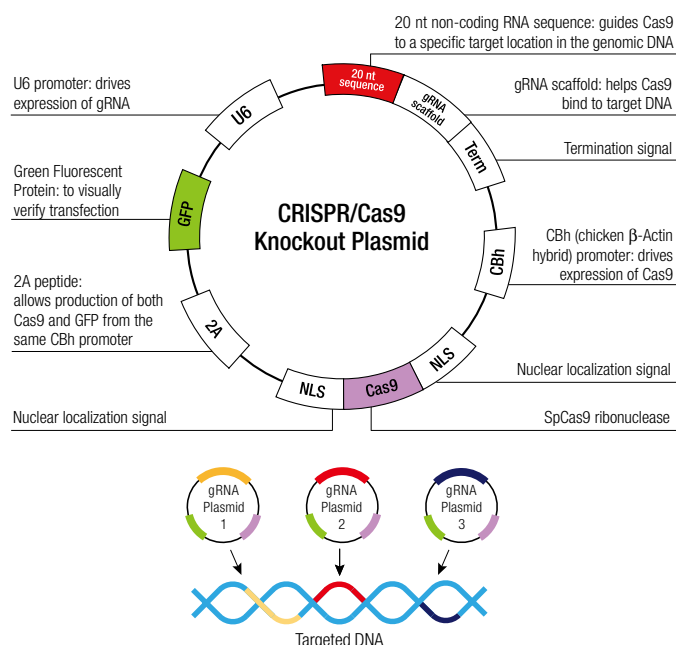 20 nt non-coding RNA sequence: guides Cas9
to a specific target location in the genomic DNA
U6 promoter: drives
expression of gRNA
20 nt
sequence
gRNA
scaffold
gRNA scaffold: helps Cas9
bind to target DNA
U6
Term
Termination signal
Green Fluorescent
Protein: to visually
verify transfection
GFP
CRISPR/Cas9
Knockout Plasmid
CBh
CBh (chicken β-Actin
hybrid) promoter: drives
expression of Cas9
2A peptide:
allows production of both
Cas9 and GFP from the
same CBh promoter
2A
NLS
Cas9
NLS
Nuclear localization signal
Nuclear localization signal
SpCas9 ribonuclease
gRNA
Plasmid
1
gRNA
Plasmid
2
gRNA
Plasmid
3
Targeted DNA